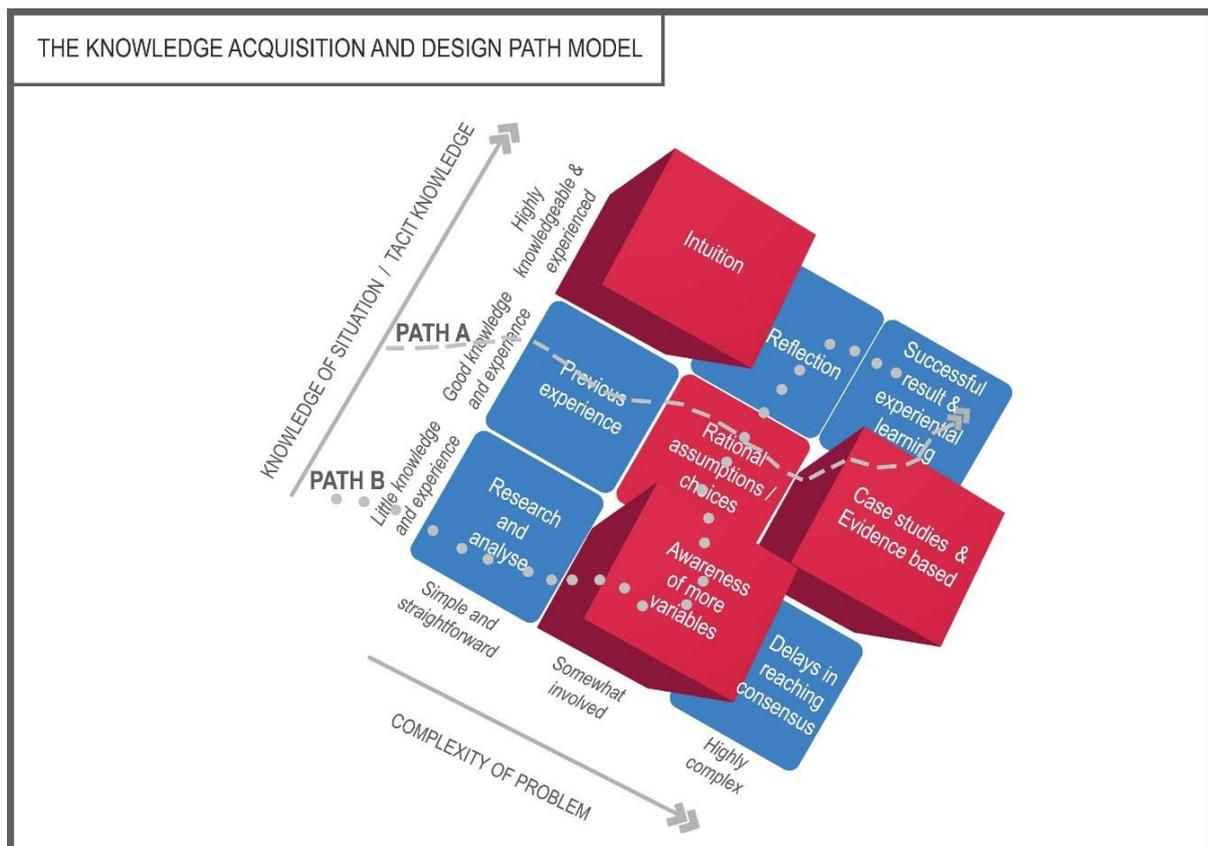 THE KNOWLEDGE ACQUISITION AND DESIGN PATH MODEL
KNOWLEDGE OF SITUATION / TACIT KNOWLEDGE
Highly
knowledgeable &
experienced
Intuition
PATH A
Good knowledge
and experience
Previous
experience
Reflection
Successful
result &
experiential
learning
PATH B
Little knowledge
and experience
Research
and
analyse
Rational
assumptions /
choices
Case studies &
Evidence based
Awareness
of more
variables
Delays in
reaching
consensus
Simple and
straightforward
Somewhat
involved
Highly
complex
COMPLEXITY OF PROBLEM